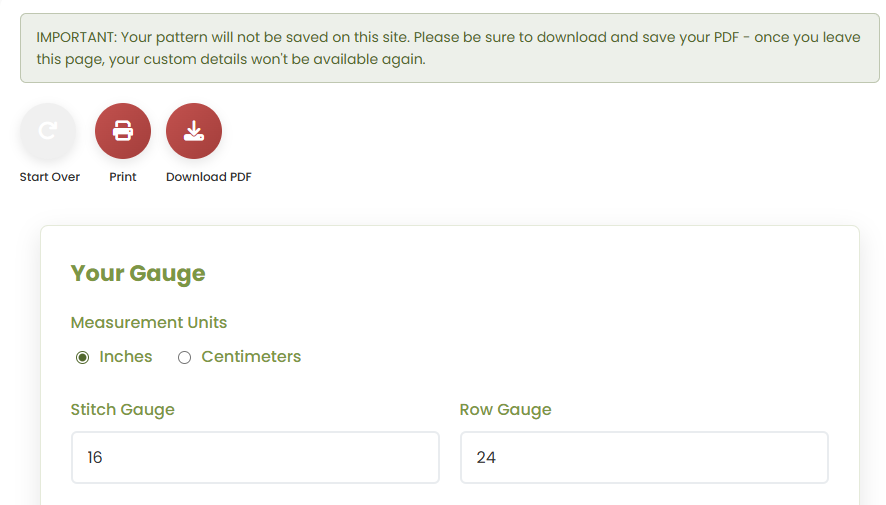 IMPORTANT: Your pattern will not be saved on this site. Please be sure to download and save your PDF - once you leave
this page, your custom details won't be available again.
Start Over
Print
Download PDF
Your Gauge
Measurement Units
Inches
Centimeters
Stitch Gauge
Row Gauge
16
24